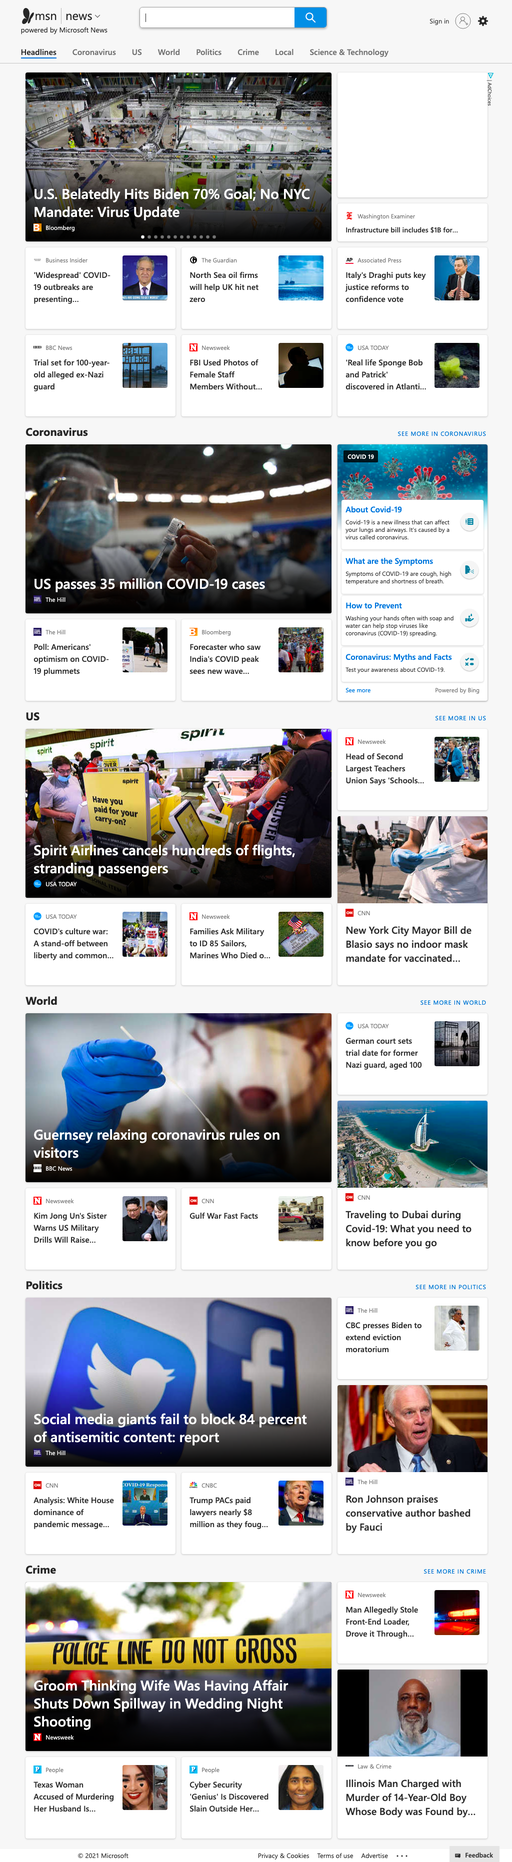 msn | news
powered by Microsoft News
Sign in
Headlines Coronavirus US World Politics Crime Local Science & Technology
U.S. Belatedly Hits Biden 70% Goal; No NYC
Mandate: Virus Update
Bloomberg
AdChoices
Washington Examiner
Infrastructure bill includes $1B for...
Business Insider
'Widespread' COVID-
19 outbreaks are
presenting...
The Guardian
North Sea oil firms
will help UK hit net
zero
Associated Press
Italy's Draghi puts key
justice reforms to
confidence vote
BBC News
Trial set for 100-year-
old alleged ex-Nazi
guard
Newsweek
FBI Used Photos of
Female Staff
Members Without...
USA TODAY
'Real life Sponge Bob
and Patrick'
discovered in Atlanti...
Coronavirus
SEE MORE IN CORONAVIRUS
US passes 35 million COVID-19 cases
The Hill
COVID 19
About Covid-19
Covid-19 is a new illness that can affect
your lungs and airways. It's caused by a
virus called coronavirus.
What are the Symptoms
Symptoms of COVID-19 are cough, high
temperature and shortness of breath.
How to Prevent
Washing your hands often with soap and
water can help stop viruses like
coronavirus (COVID-19) spreading.
Coronavirus: Myths and Facts
Test your awareness about COVID-19.
See more
Powered by Bing
The Hill
Poll: Americans'
optimism on COVID-
19 plummets
Bloomberg
Forecaster who saw
India's COVID peak
sees new wave...
US
SEE MORE IN US
spirit
spirit
spirit
Have you
paid for your
carry-on?
Spirit Airlines cancels hundreds of flights,
stranding passengers
USA TODAY
Newsweek
Head of Second
Largest Teachers
Union Says 'Schools...
CNN
New York City Mayor Bill de
Blasio says no indoor mask
mandate for vaccinated...
USA TODAY
COVID's culture war:
A stand-off between
liberty and common...
Newsweek
Families Ask Military
to ID 85 Sailors,
Marines Who Died o...
World
SEE MORE IN WORLD
Guernsey relaxing coronavirus rules on
visitors
BBC News
USA TODAY
German court sets
trial date for former
Nazi guard, aged 100
CNN
Traveling to Dubai during
Covid-19: What you need to
know before you go
Newsweek
Kim Jong Un's Sister
Warns US Military
Drills Will Raise...
CNN
Gulf War Fast Facts
Politics
SEE MORE IN POLITICS
Social media giants fail to block 84 percent
of antisemitic content: report
The Hill
The Hill
CBC presses Biden to
extend eviction
moratorium
The Hill
Ron Johnson praises
conservative author bashed
by Fauci
CNN
Analysis: White House
dominance of
pandemic message...
COVID-19 Response
CNBC
Trump PACs paid
lawyers nearly $8
million as they foug...
Crime
SEE MORE IN CRIME
POLICE LINE DO NOT CROSS
Groom Thinking Wife Was Having Affair
Shuts Down Spillway in Wedding Night
Shooting
Newsweek
Newsweek
Man Allegedly Stole
Front-End Loader,
Drove it Through...
Law & Crime
Illinois Man Charged with
Murder of 14-Year-Old Boy
Whose Body was Found by...
People
Texas Woman
Accused of Murdering
Her Husband Is...
People
Cyber Security
'Genius' Is Discovered
Slain Outside Her...
© 2021 Microsoft
Privacy & Cookies Terms of use Advertise ...
Feedback